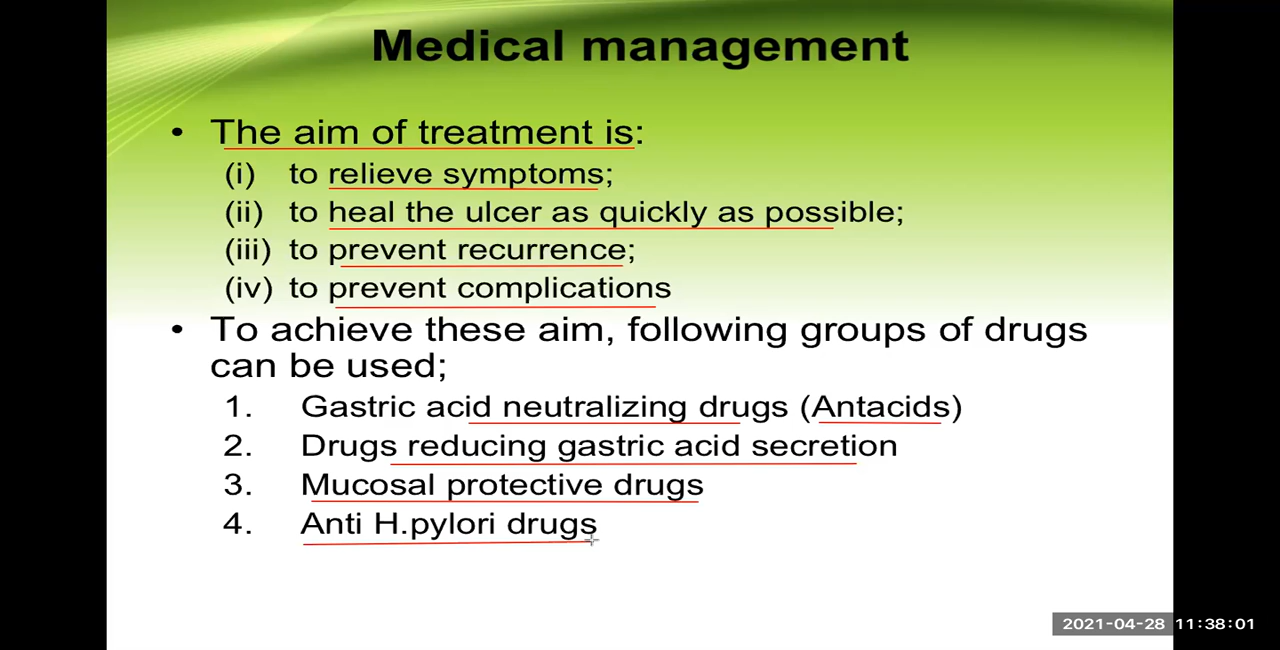 Medical management
• The aim of treatment is:
(i) to relieve symptoms;
(ii) to heal the ulcer as quickly as possible;
(iii) to prevent recurrence;
(iv) to prevent complications
• To achieve these aim, following groups of drugs
can be used;
1. Gastric acid neutralizing drugs (Antacids)
2. Drugs reducing gastric acid secretion
3. Mucosal protective drugs
4. Anti H.pylori drugs
2021-04-28 11:38:01